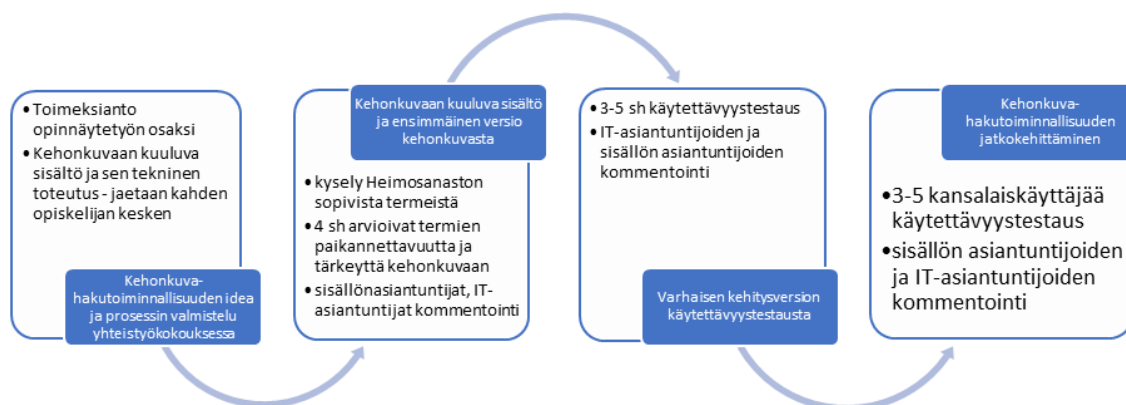 •Toimeksianto
opinnäytetyön osaksi
•Kehonkuvaan kuuluva
sisältö ja sen tekninen
toteutus - jaetaan kahden
opiskelijan kesken
Kehonkuva-
hakutoiminnallisuuden idea
ja prosessin valmistelu
yhteistyökokouksessa
Kehonkuvaan kuuluva sisältö
ja ensimmäinen versio
kehonkuvasta
•kysely Heimosanaston
sopivista termeistä
•4 sh arvioivat termien
paikannettavuutta ja
tärkeyttä kehonkuvaan
•sisällönasiantuntijat, IT-
asiantuntijat kommentointi
•3-5 sh käytettävyystestaus
•IT-asiantuntijoiden ja
sisällön asiantuntijoiden
kommentointi
Varhaisen kehitysversion
käytettävyystestausta
Kehonkuva-
hakutoiminnallisuuden
jatkokehittäminen
•3-5 kansalaiskäyttäjää
käytettävyystestaus
•sisällön asiantuntijoiden
ja IT-asiantuntijoiden
kommentointi